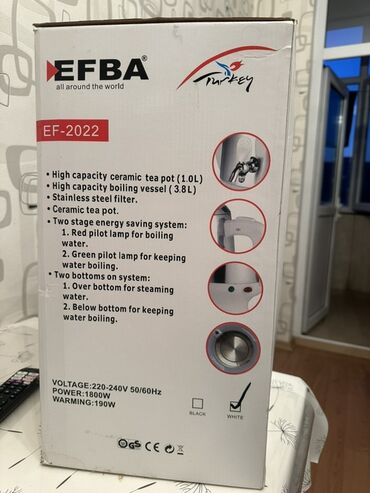 EFBA®
all around the world
Turkey
EF-2022
• High capacity ceramic tea pot (1.0L)
• High capacity boiling vessel (3.8L)
• Stainless steel filter.
• Ceramic tea pot.
• Two stage energy saving system:
1. Red pilot lamp for boiling
water.
2. Green pilot lamp for keeping
water boiling.
• Two bottoms on system:
1. Over bottom for steaming
water.
2. Below bottom for keeping
water boiling.
VOLTAGE:220-240V 50/60Hz
POWER:1800W
WARMING:190W
BLACK
WHITE
GS CE